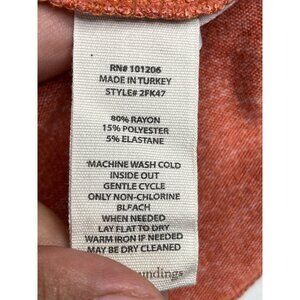 RN# 101206
MADE IN TURKEY
STYLE# 2FK47
80% RAYON
15% POLYESTER
5% ELASTANE
MACHINE WASH COLD
INSIDE OUT
GENTLE CYCLE
ONLY NON-CHLORINE
BLEACH
WHEN NEEDED
LAY FLAT TO DRY
WARM IRON IF NEEDED
MAY BE DRY CLEANED